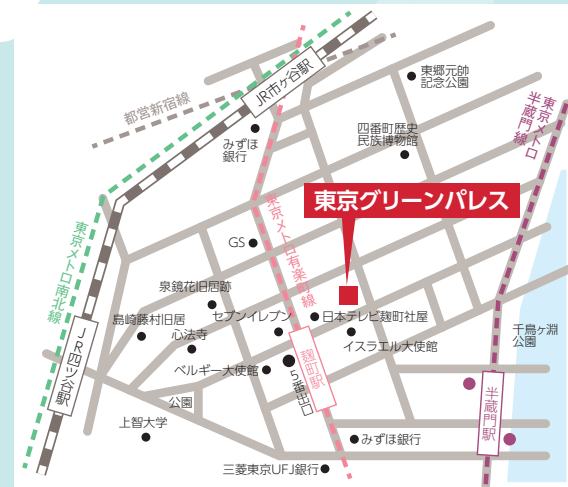 東郷元帥
記念公園
JR市ヶ谷駅
都営新宿線
東京メトロ
半蔵門線
みずほ
銀行
四番町歴史
民族博物館
東京グリーンパレス
東京メトロ有楽町線
東京メトロ南北線
GS
泉鏡花旧居跡
島崎藤村旧居
セブンイレブン
日本テレビ麹町社屋
心法寺
イスラエル大使館
千鳥ヶ淵
公園
JR四ツ谷駅
ベルギー大使館
5番出口
麹町駅
半蔵門駅
公園
上智大学
みずほ銀行
三菱東京UFJ銀行